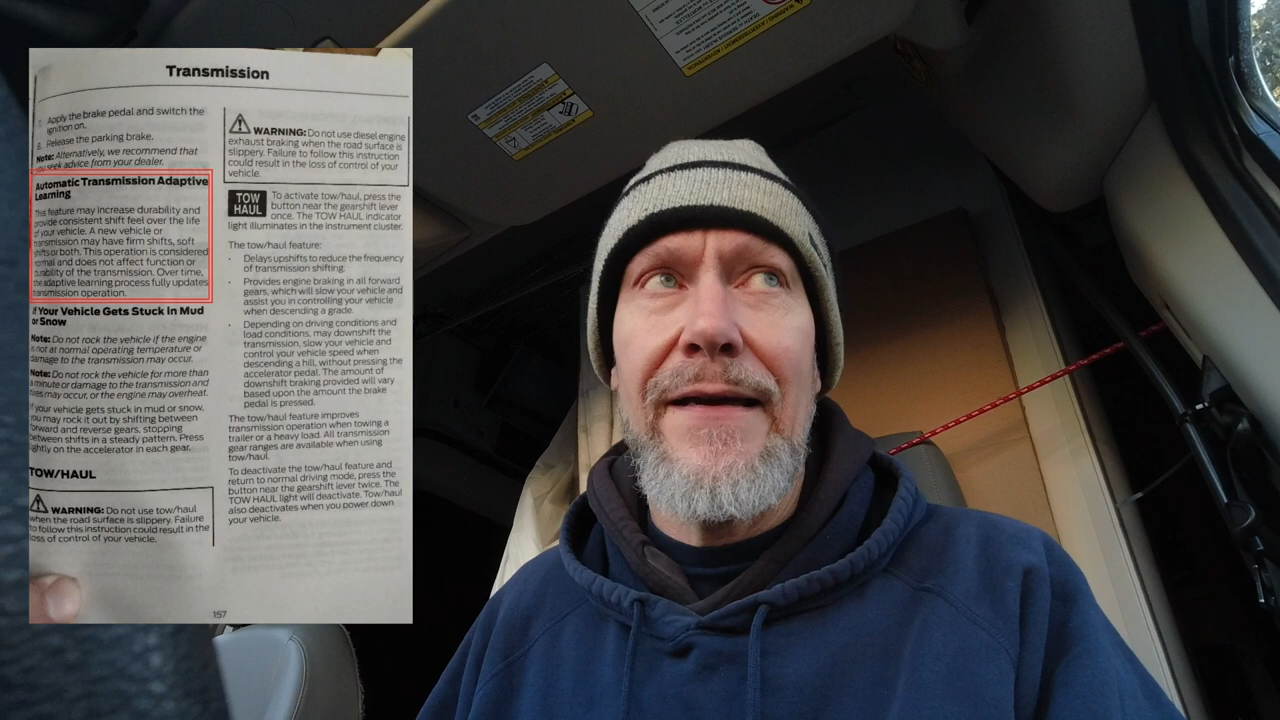 Transmission
7. Apply the brake pedal and switch the
ignition on.
8. Release the parking brake.
Note: Alternatively, we recommend that
you seek advice from your dealer.
Automatic Transmission Adaptive
Learning
This feature may increase durability and
provide consistent shift feel over the life
of your vehicle. A new vehicle or
transmission may have firm shifts, soft
shifts or both. This operation is considered
normal and does not affect function or
durability of the transmission. Over time,
the adaptive learning process fully updates
transmission operation.
If Your Vehicle Gets Stuck In Mud
or Snow
Note: Do not rock the vehicle if the engine
is not at normal operating temperature or
damage to the transmission may occur.
Note: Do not rock the vehicle for more than
a minute or damage to the transmission and
tires may occur, or the engine may overheat.
If your vehicle gets stuck in mud or snow,
you may rock it out by shifting between
forward and reverse gears, stopping
between shifts in a steady pattern. Press
lightly on the accelerator in each gear.
TOW/HAUL
WARNING: Do not use tow/haul
when the road surface is slippery. Failure
to follow this instruction could result in the
loss of control of your vehicle.
WARNING: Do not use diesel engine
exhaust braking when the road surface is
slippery. Failure to follow this instruction
could result in the loss of control of your
vehicle.
TOW
HAUL
To activate tow/haul, press the
button near the gearshift lever
once. The TOW HAUL indicator
light illuminates in the instrument cluster.
The tow/haul feature:
· Delays upshifts to reduce the frequency
of transmission shifting.
· Provides engine braking in all forward
gears, which will slow your vehicle and
assist you in controlling your vehicle
when descending a grade.
· Depending on driving conditions and
load conditions, may downshift the
transmission, slow your vehicle and
control your vehicle speed when
descending a hill, without pressing the
accelerator pedal. The amount of
downshift braking provided will vary
based upon the amount the brake
pedal is pressed.
The tow/haul feature improves
transmission operation when towing a
trailer or a heavy load. All transmission
gear ranges are available when using
tow/haul.
To deactivate the tow/haul feature and
return to normal driving mode, press the
button near the gearshift lever twice. The
TOW HAUL light will deactivate. Tow/haul
also deactivates when you power down
your vehicle.
157
WARNING / AVERTISSEMENT / ADVERTENCIA